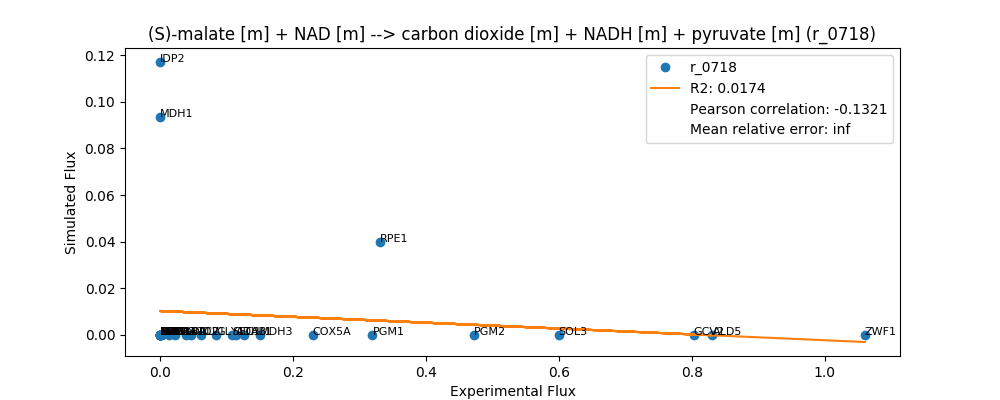 (S)-malate [m] + NAD [m] --> carbon dioxide [m] + NADH [m] + pyruvate [m] (r_0718)
r_0718
R2: 0.0174
Pearson correlation: -0.1321
Mean relative error: inf
0.12
0.10
0.08
0.06
0.04
0.02
0.00
Simulated Flux
IDP2
MDH1
RPE1
COX5A
PGM1
PGM2
SOL3
GCV2
ALD5
ZWF1
0.0
0.2
0.4
0.6
0.8
1.0
Experimental Flux